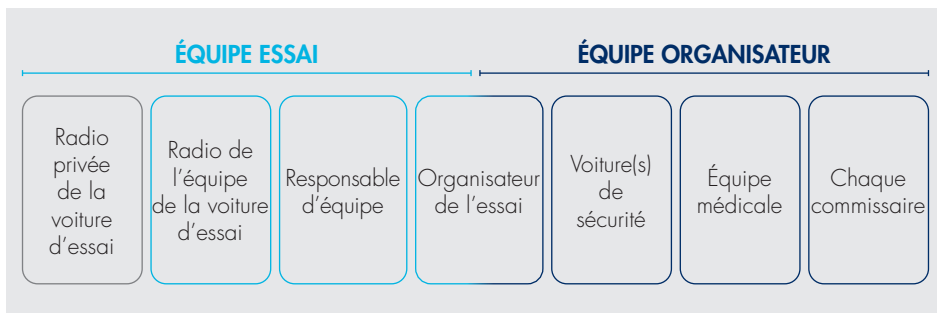 ÉQUIPE ESSAI
ÉQUIPE ORGANISATEUR
Radio
privée
de la
voiture
d’essai
Radio de
l’équipe
de la voiture
d’essai
Responsable
d’équipe
Organisateur
de l’essai
Voiture(s)
de
sécurité
Équipe
médicale
Chaque
commissaire